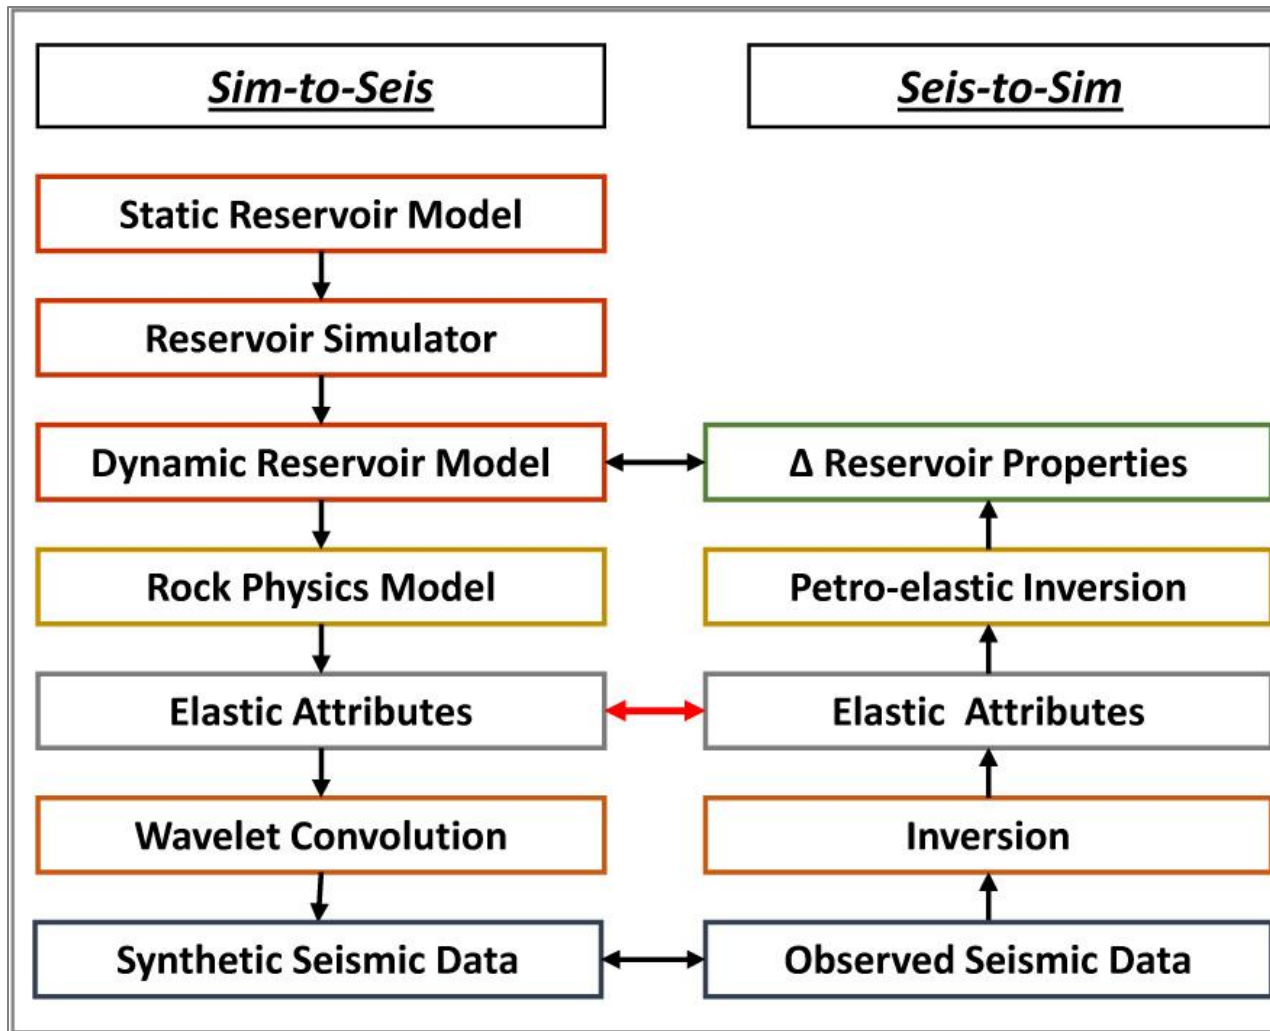 Sim-to-Seis
Seis-to-Sim
Static Reservoir Model
Reservoir Simulator
Dynamic Reservoir Model
Δ Reservoir Properties
Rock Physics Model
Petro-elastic Inversion
Elastic Attributes
Elastic  Attributes
Wavelet Convolution
Inversion
Synthetic Seismic Data
Observed Seismic Data